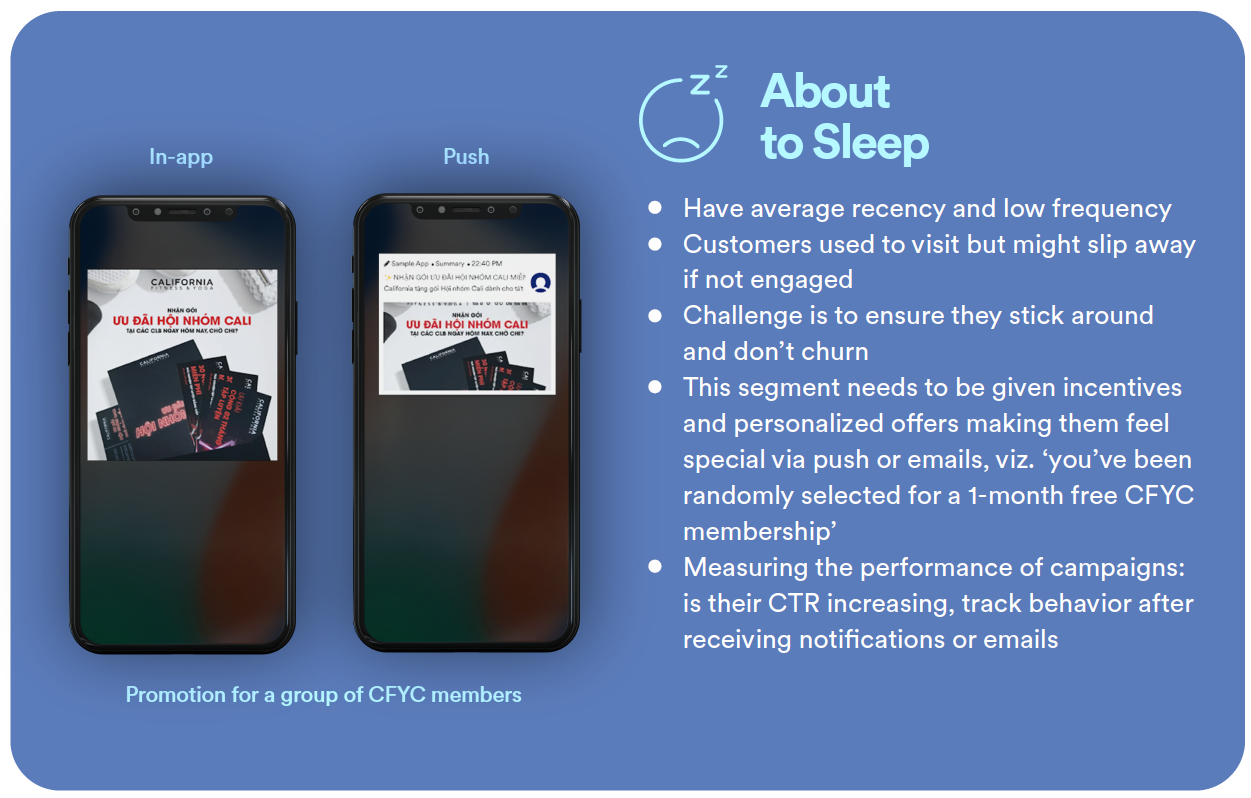 In-app
Push
CALIFORNIA
FITNESS & YOGA
NHẬN GÓI
ƯU ĐÃI HỘI NHÓM CALI
TẠI CÁC CLB NGAY HÔM NAY, CHỜ CHI?
CALIFORNIA
Sample App • Summary • 22:40 PM
NHẬN GÓI ƯU ĐÃI HỘI NHÓM CALI MIỄ
California tặng gói Hội nhóm Cali dành cho tất
NHẬN GÓI
ƯU ĐÃI HỘI NHÓM CALI
TẠI CÁC CLB NGAY HÔM NAY, CHỜ CHI?
Promotion for a group of CFYC members
z z
About
to Sleep
• Have average recency and low frequency
• Customers used to visit but might slip away
if not engaged
• Challenge is to ensure they stick around
and don’t churn
• This segment needs to be given incentives
and personalized offers making them feel
special via push or emails, viz. ‘you’ve been
randomly selected for a 1-month free CFYC
membership’
• Measuring the performance of campaigns:
is their CTR increasing, track behavior after
receiving notifications or emails